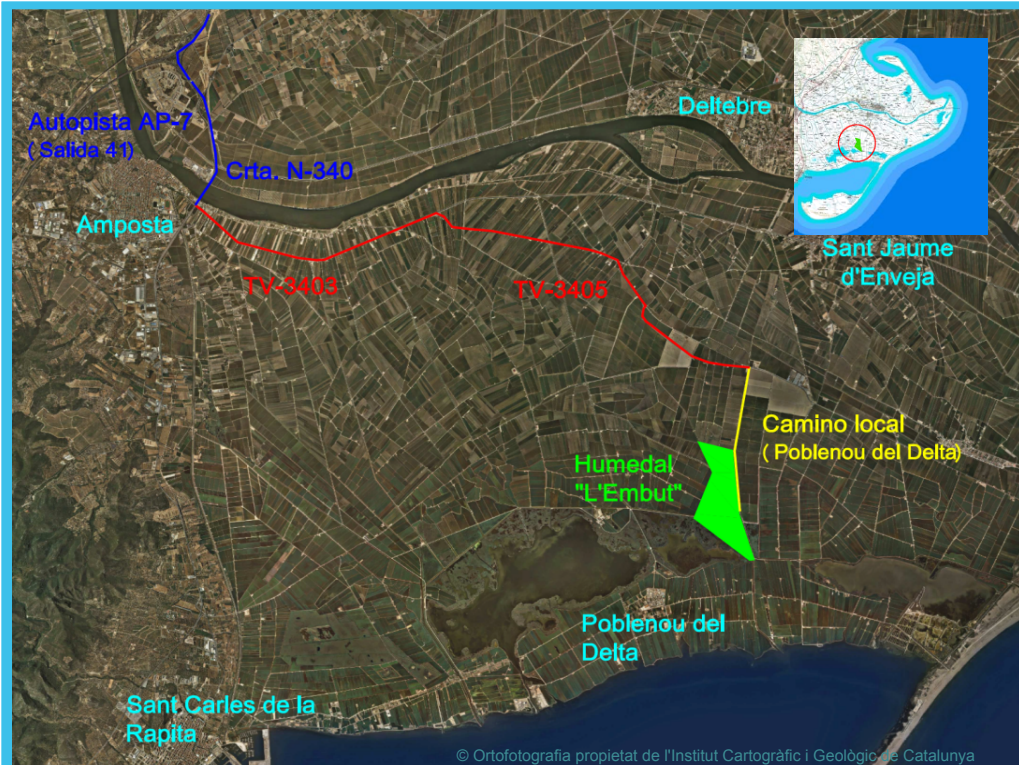 Deltebre
Autopista AP-7
( Salida 41)
Crta. N-340
Amposta
Sant Jaume
d'Enveja
TV-3403
TV-3405
Camino local
( Poblenou del Delta)
Humedal
"L'Embut"
Poblenou del
Delta
Sant Carles de la
Rapita
© Ortofotografia propietat de l'Institut Cartogràfic i Geològic de Catalunya